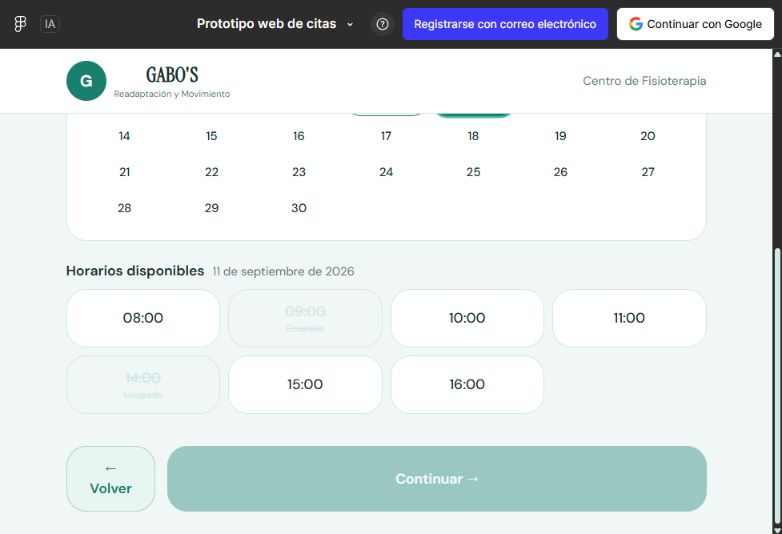 IA
Prototipo web de citas
Registrarse con correo electrónico
Continuar con Google
G
GABO'S
Readaptación y Movimiento
Centro de Fisioterapia
14 15 16 17 18 19 20
21 22 23 24 25 26 27
28 29 30
Horarios disponibles 11 de septiembre de 2026
08:00 09:00 10:00 11:00
Ocupado
14:00 15:00 16:00
Ocupado
←
Volver
Continuar →